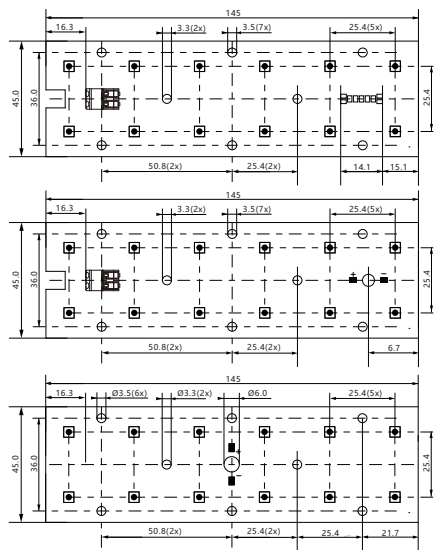 145
16.3 3.3(2x) 3.5(7x) 25.4(5x)
45.0 36.0 25.4
50.8(2x) 25.4(2x) 14.1 15.1
145
16.3 3.3(2x) 3.5(7x) 25.4(5x)
45.0 36.0 + − 25.4
50.8(2x) 25.4(2x) 6.7
145
16.3 Ø3.5(6x) Ø3.3(2x) Ø6.0 25.4(5x)
45.0 36.0 + − 25.4
50.8(2x) 25.4(2x) 25.4 21.7